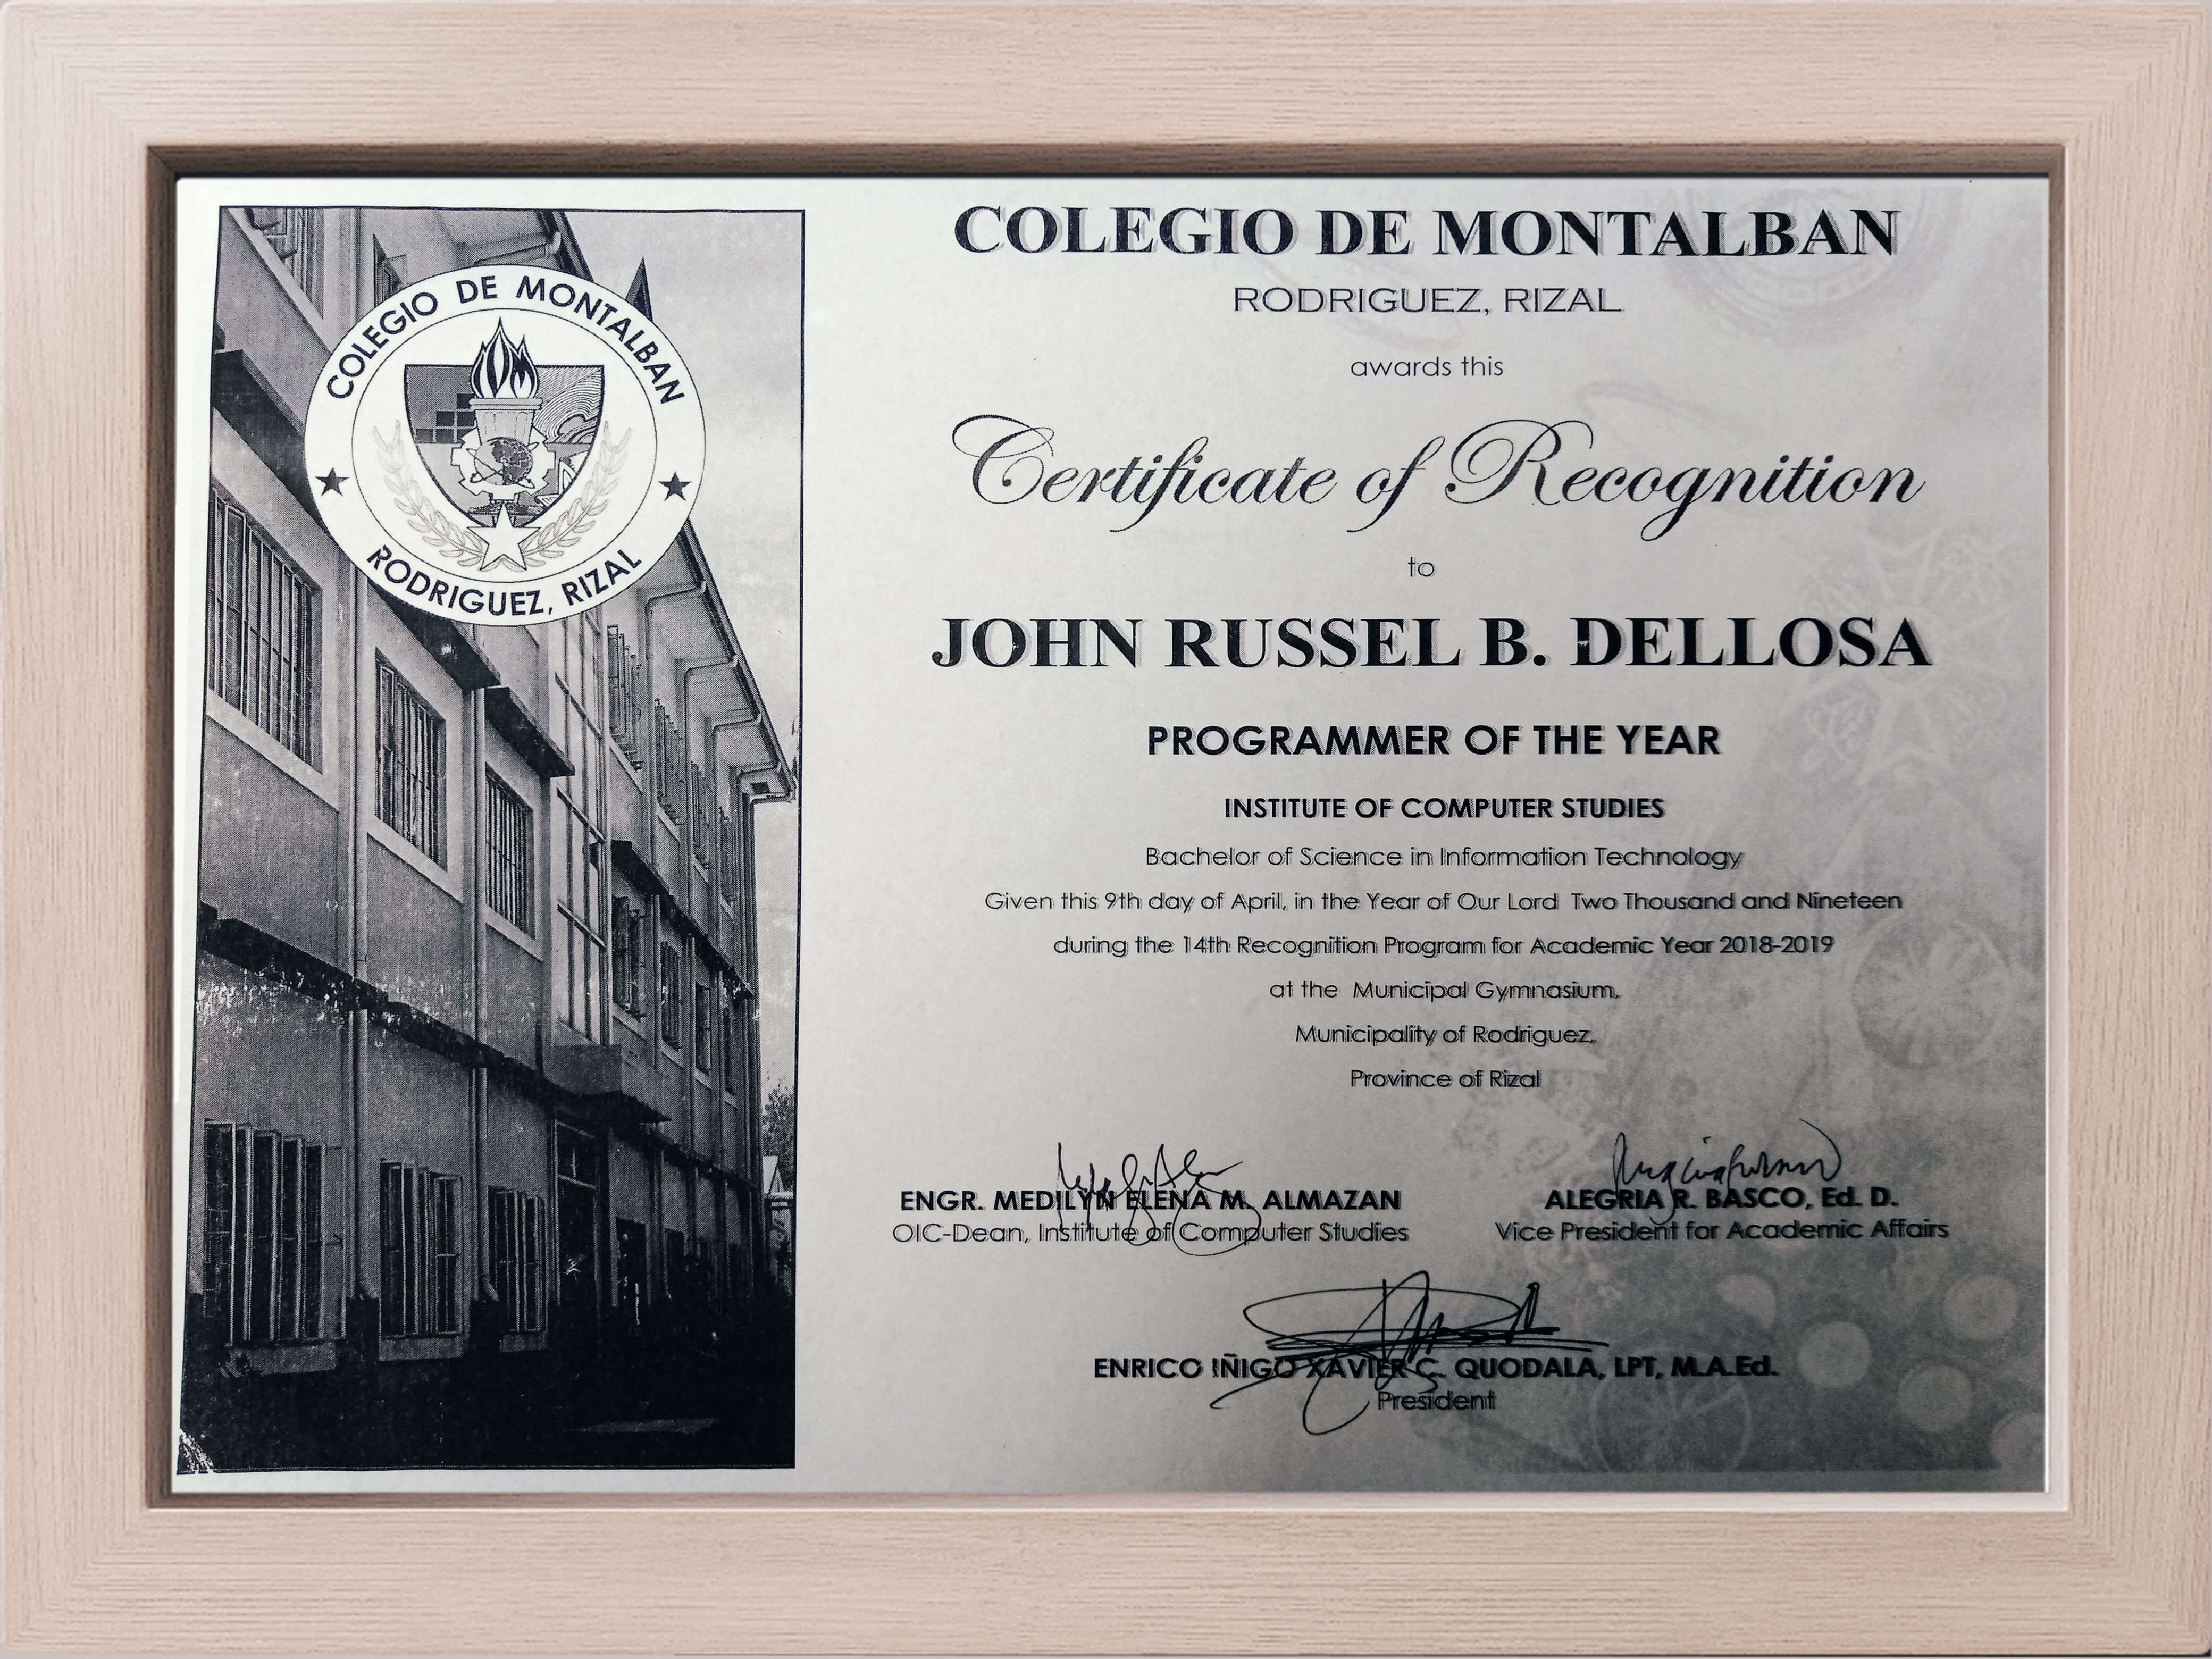 COLEGIO DE MONTALBAN
RODRIGUEZ, RIZAL
COLEGIO DE MONTALBAN
RODRIGUEZ, RIZAL
awards this
Certificate of Recognition
to
JOHN RUSSEL B. DELLOSA
PROGRAMMER OF THE YEAR
INSTITUTE OF COMPUTER STUDIES
Bachelor of Science in Information Technology
Given this 9th day of April, in the Year of Our Lord Two Thousand and Nineteen
during the 14th Recognition Program for Academic Year 2018-2019
at the Municipal Gymnasium,
Municipality of Rodriguez,
Province of Rizal
ENGR. MEDILYN ELENA M. ALMAZAN
OIC-Dean, Institute of Computer Studies
ALEGRIA R. BASCO, Ed. D.
Vice President for Academic Affairs
ENRICO IÑIGO XAVIER C. QUODALA, LPT, M.A.Ed.
President